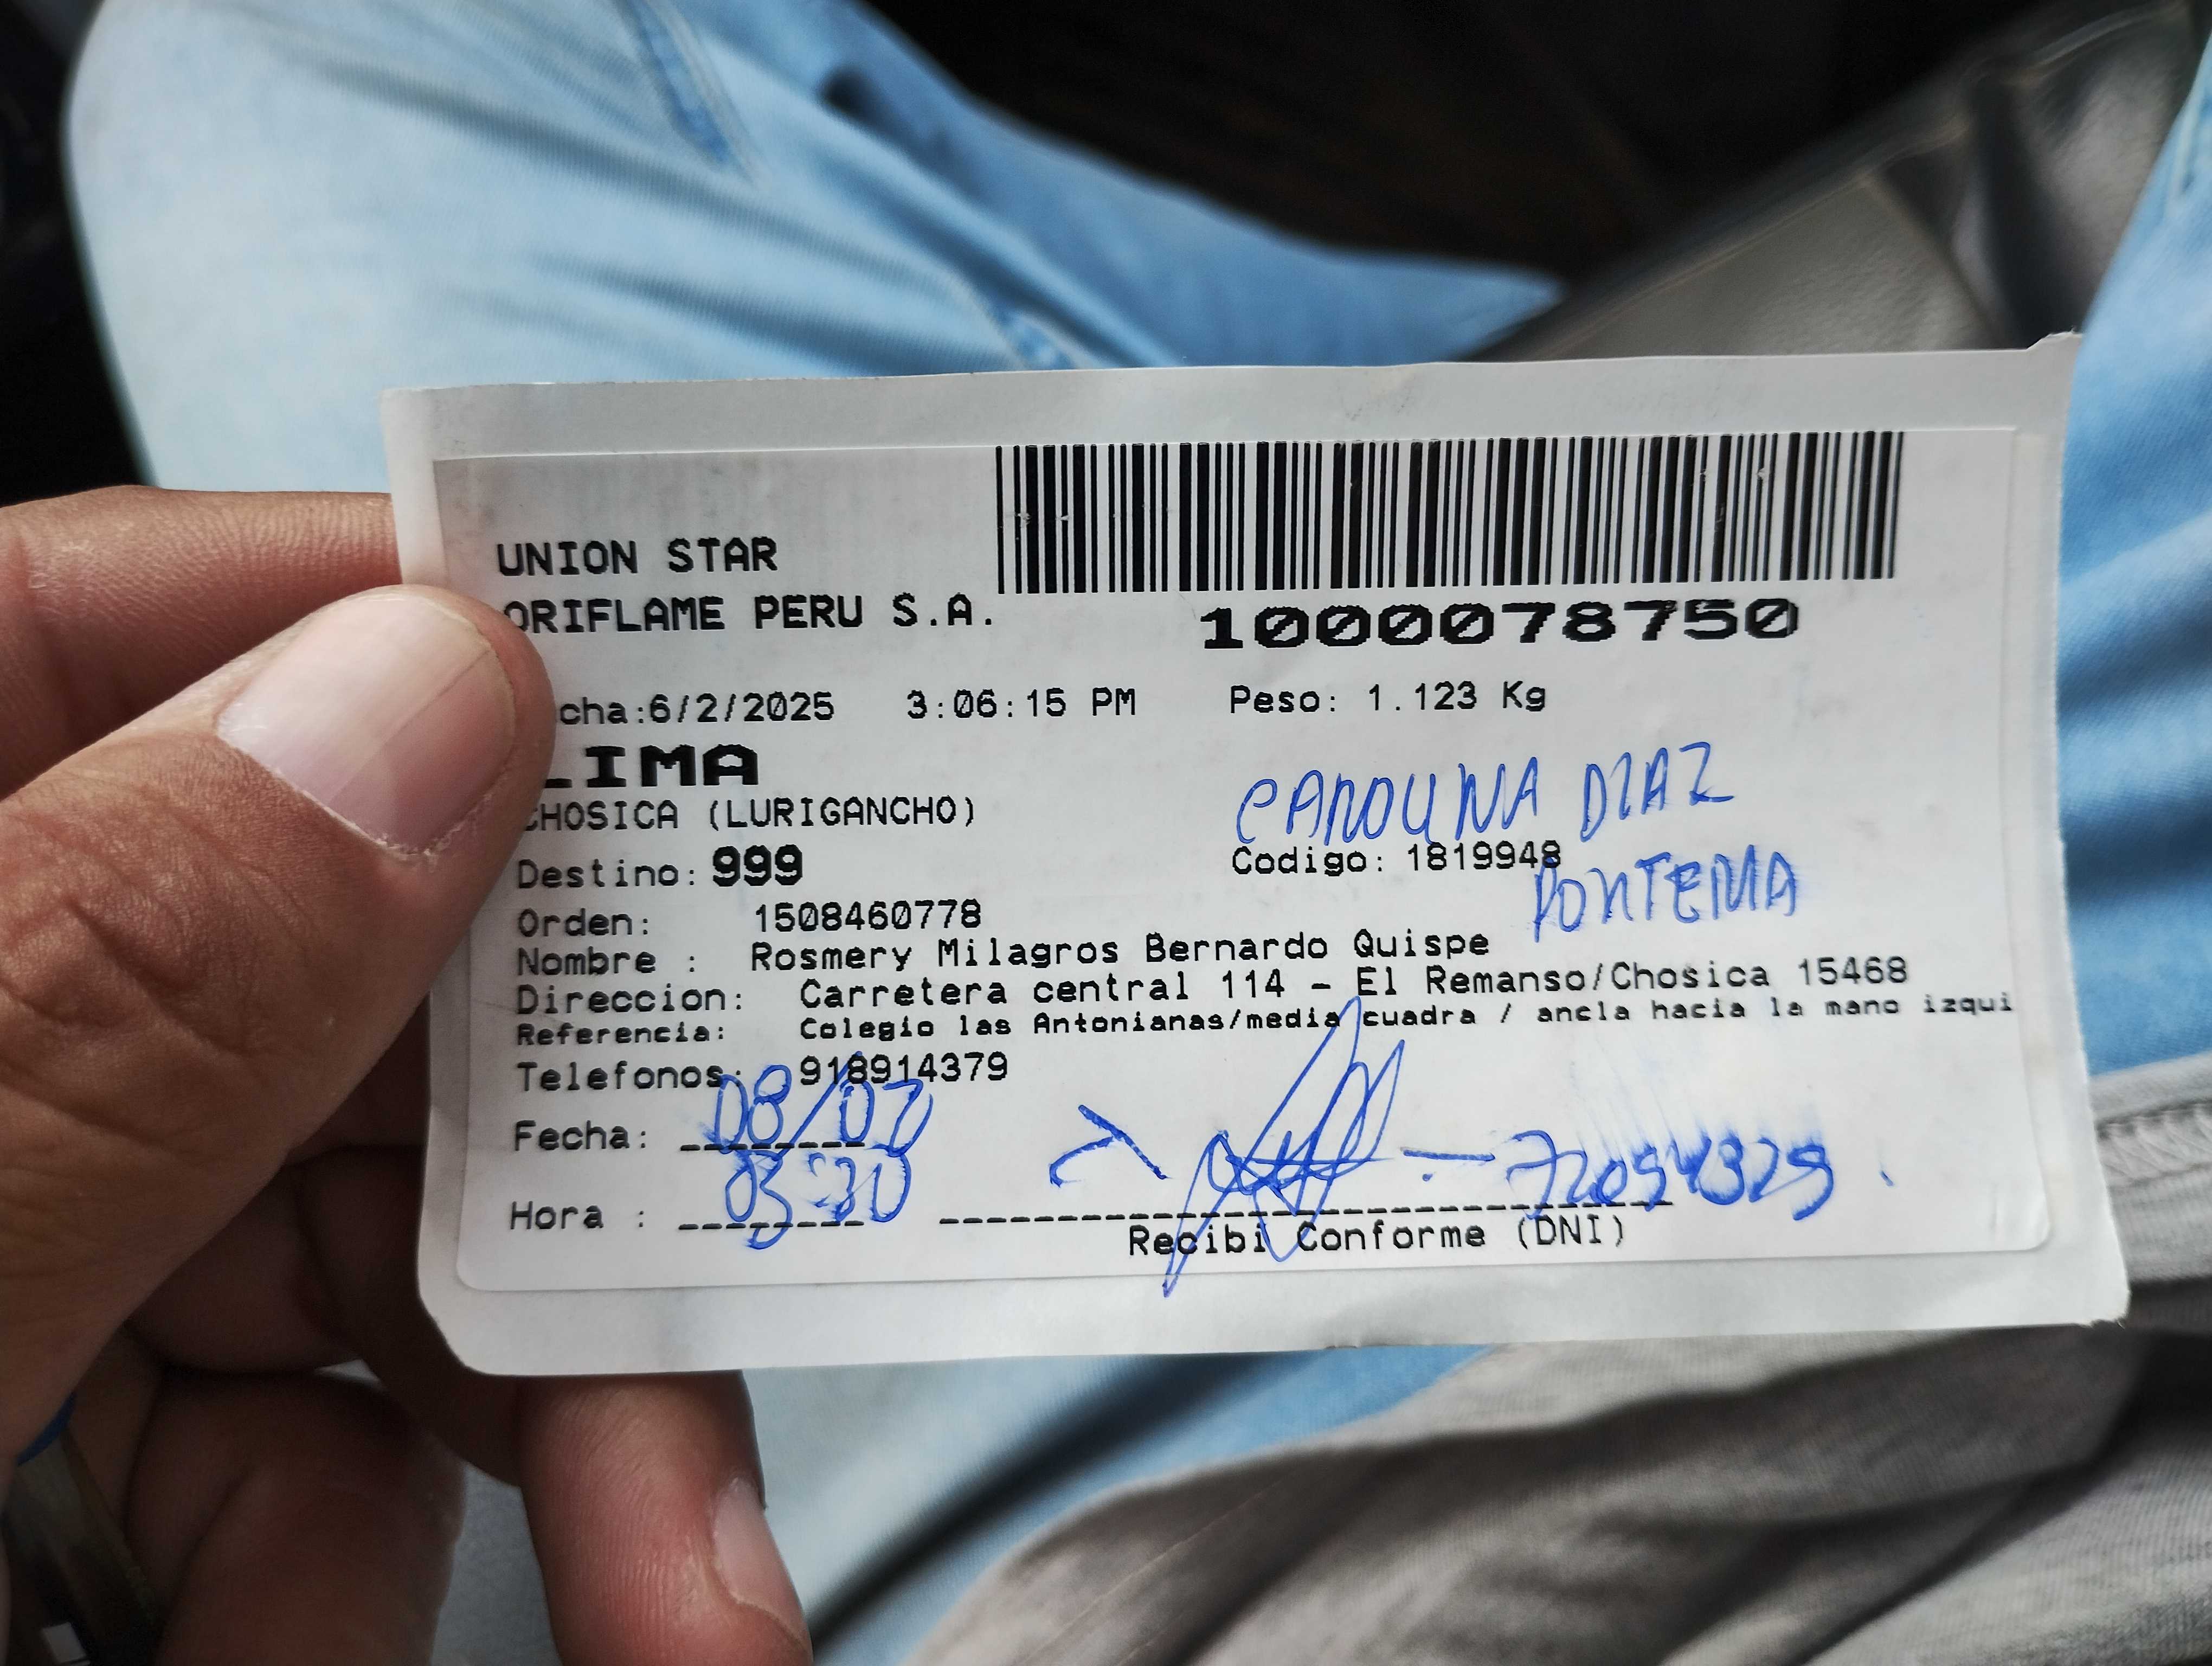 UNION STAR
ORIFLAME PERU S.A.
1000078750
cha:6/2/2025 3:06:15 PM Peso: 1.123 Kg
LIMA
CHOSICA (LURIGANCHO)
CAROLINA DIAZ
Destino: 999 Codigo: 1819948
Orden: 1508460778
Nombre : Rosmery Milagros Bernardo Quispe
Direccion: Carretera central 114 - El Remanso/Chosica 15468
Referencia: Colegio las Antonianas/media cuadra / ancla hacia la mano izqui
Telefonos: 918914379
Fecha: 08/02
Hora : 03:30
Recibi Conforme (DNI)